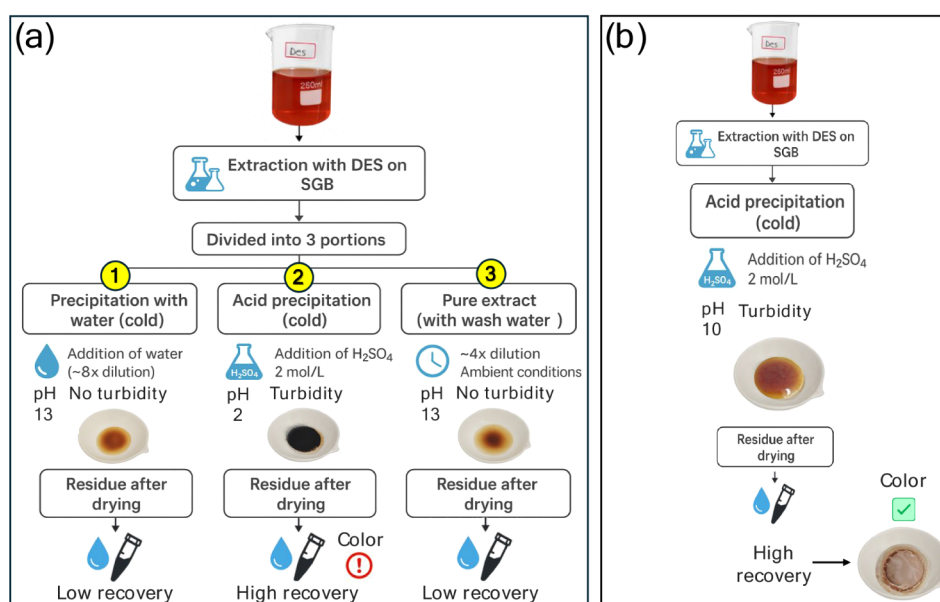 (a)
Des
250ml
Extraction with DES on
SGB
Divided into 3 portions
1
Precipitation with
water (cold)
Addition of water
(~8x dilution)
pH No turbidity
13
Residue after
drying
Low recovery
2
Acid precipitation
(cold)
H₂SO₄
Addition of H₂SO₄
2 mol/L
pH Turbidity
2
Residue after
drying
Color
High recovery
3
Pure extract
(with wash water )
~4x dilution
Ambient conditions
pH No turbidity
13
Residue after
drying
Low recovery
(b)
Des
250ml
Extraction with DES on
SGB
Acid precipitation
(cold)
H₂SO₄
Addition of H₂SO₄
2 mol/L
pH Turbidity
10
Residue after
drying
Color
High
recovery